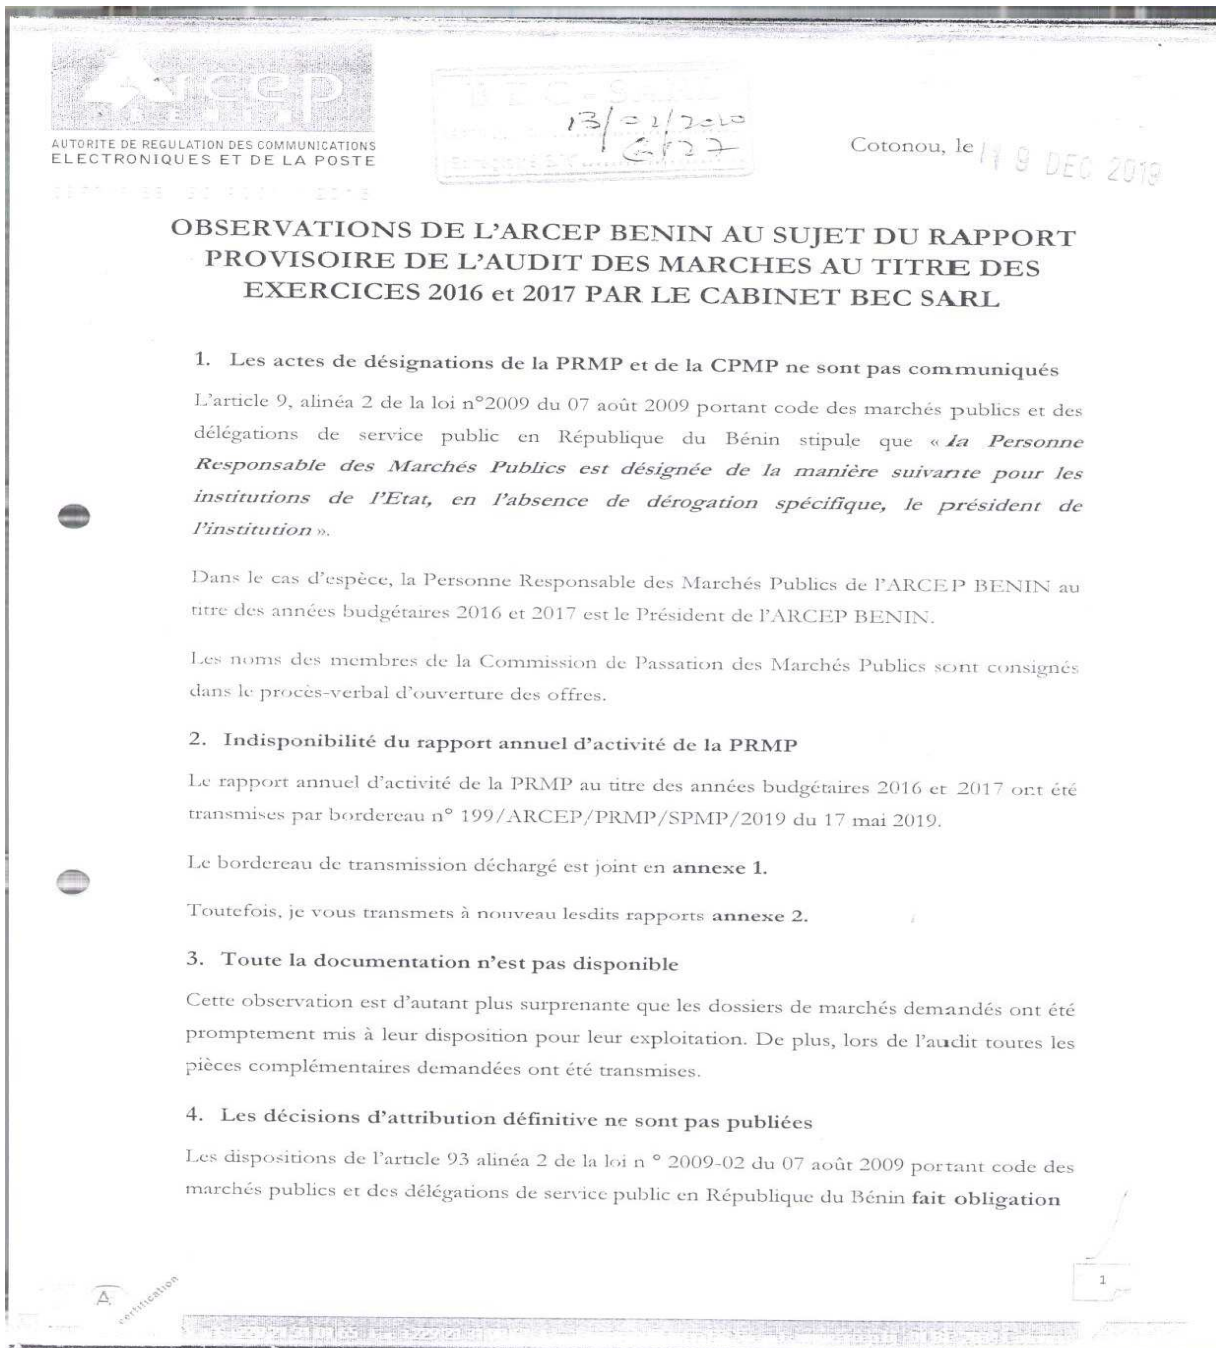 Arcep
BENIN
AUTORITE DE REGULATION DES COMMUNICATIONS
ELECTRONIQUES ET DE LA POSTE
BEC-SARL
13/01/2020
Cotonou, le 19 DEC 2019
OBSERVATIONS DE L'ARCEP BENIN AU SUJET DU RAPPORT
PROVISOIRE DE L'AUDIT DES MARCHES AU TITRE DES
EXERCICES 2016 et 2017 PAR LE CABINET BEC SARL
1. Les actes de désignations de la PRMP et de la CPMP ne sont pas communiqués
L'article 9, alinéa 2 de la loi n°2009 du 07 août 2009 portant code des marchés publics et des
délégations de service public en République du Bénin stipule que « la Personne
Responsable des Marchés Publics est désignée de la manière suivante pour les
institutions de l'Etat, en l'absence de dérogation spécifique, le président de
l'institution ».
Dans le cas d'espèce, la Personne Responsable des Marchés Publics de l'ARCEP BENIN au
titre des années budgétaires 2016 et 2017 est le Président de l'ARCEP BENIN.
Les noms des membres de la Commission de Passation des Marchés Publics sont consignés
dans le procès-verbal d'ouverture des offres.
2. Indisponibilité du rapport annuel d'activité de la PRMP
Le rapport annuel d'activité de la PRMP au titre des années budgétaires 2016 et 2017 ont été
transmises par bordereau n° 199/ARCEP/PRMP/SPMP/2019 du 17 mai 2019.
Le bordereau de transmission déchargé est joint en annexe 1.
Toutefois, je vous transmets à nouveau lesdits rapports annexe 2.
3. Toute la documentation n'est pas disponible
Cette observation est d'autant plus surprenante que les dossiers de marchés demandés ont été
promptement mis à leur disposition pour leur exploitation. De plus, lors de l'audit toutes les
pièces complémentaires demandées ont été transmises.
4. Les décisions d'attribution définitive ne sont pas publiées
Les dispositions de l'article 93 alinéa 2 de la loi n ° 2009-02 du 07 août 2009 portant code des
marchés publics et des délégations de service public en République du Bénin fait obligation
certification
1